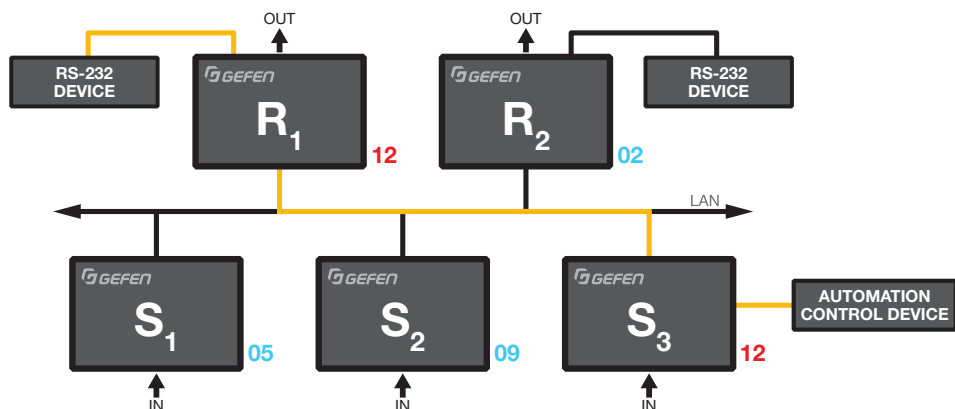 OUT
OUT
RS-232
DEVICE
GEFEN
R1
12
GEFEN
R2
02
RS-232
DEVICE
LAN
GEFEN
S1
05
GEFEN
S2
09
GEFEN
S3
12
AUTOMATION
CONTROL DEVICE
IN
IN
IN